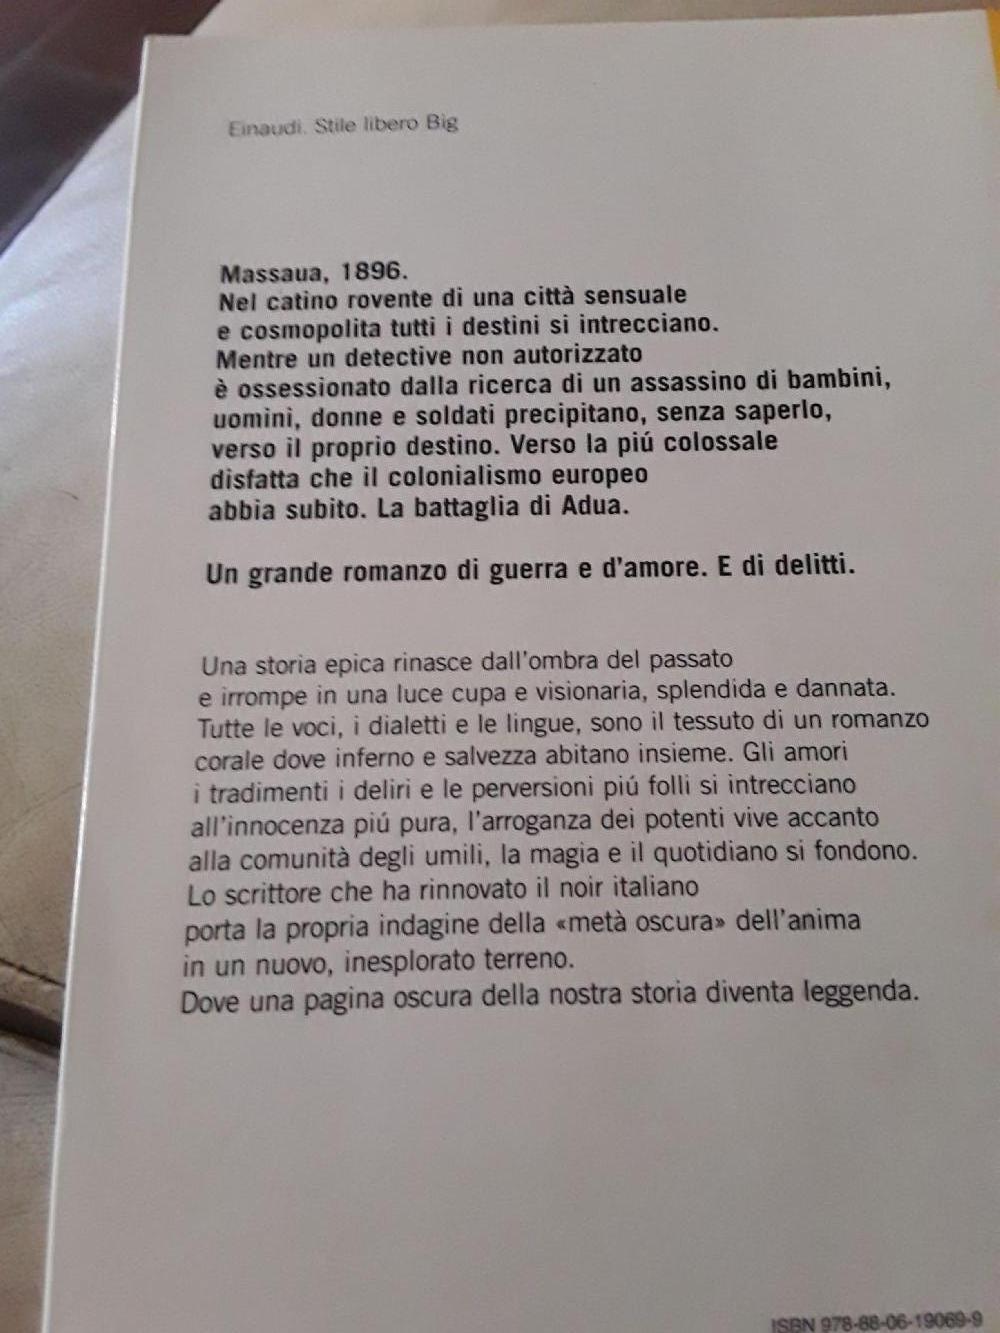 Einaudi. Stile libero Big
Massaua, 1896.
Nel catino rovente di una città sensuale
e cosmopolita tutti i destini si intrecciano.
Mentre un detective non autorizzato
è ossessionato dalla ricerca di un assassino di bambini,
uomini, donne e soldati precipitano, senza saperlo,
verso il proprio destino. Verso la piú colossale
disfatta che il colonialismo europeo
abbia subito. La battaglia di Adua.
Un grande romanzo di guerra e d'amore. E di delitti.
Una storia epica rinasce dall'ombra del passato
e irrompe in una luce cupa e visionaria, splendida e dannata.
Tutte le voci, i dialetti e le lingue, sono il tessuto di un romanzo
corale dove inferno e salvezza abitano insieme. Gli amori
i tradimenti i deliri e le perversioni piú folli si intrecciano
all'innocenza piú pura, l'arroganza dei potenti vive accanto
alla comunità degli umili, la magia e il quotidiano si fondono.
Lo scrittore che ha rinnovato il noir italiano
porta la propria indagine della «metà oscura» dell'anima
in un nuovo, inesplorato terreno.
Dove una pagina oscura della nostra storia diventa leggenda.
ISBN 978-88-06-19069-9